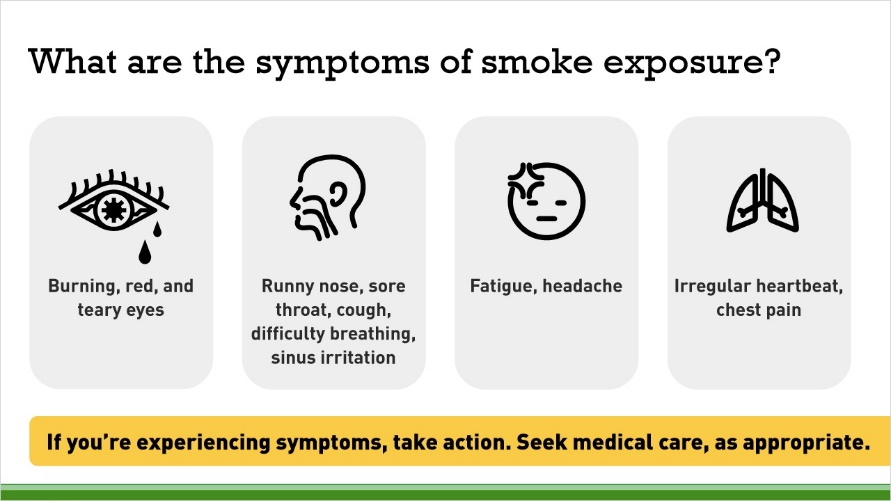 What are the symptoms of smoke exposure?
Burning, red, and
teary eyes
Runny nose, sore
throat, cough,
difficulty breathing,
sinus irritation
Fatigue, headache
Irregular heartbeat,
chest pain
If you’re experiencing symptoms, take action. Seek medical care, as appropriate.